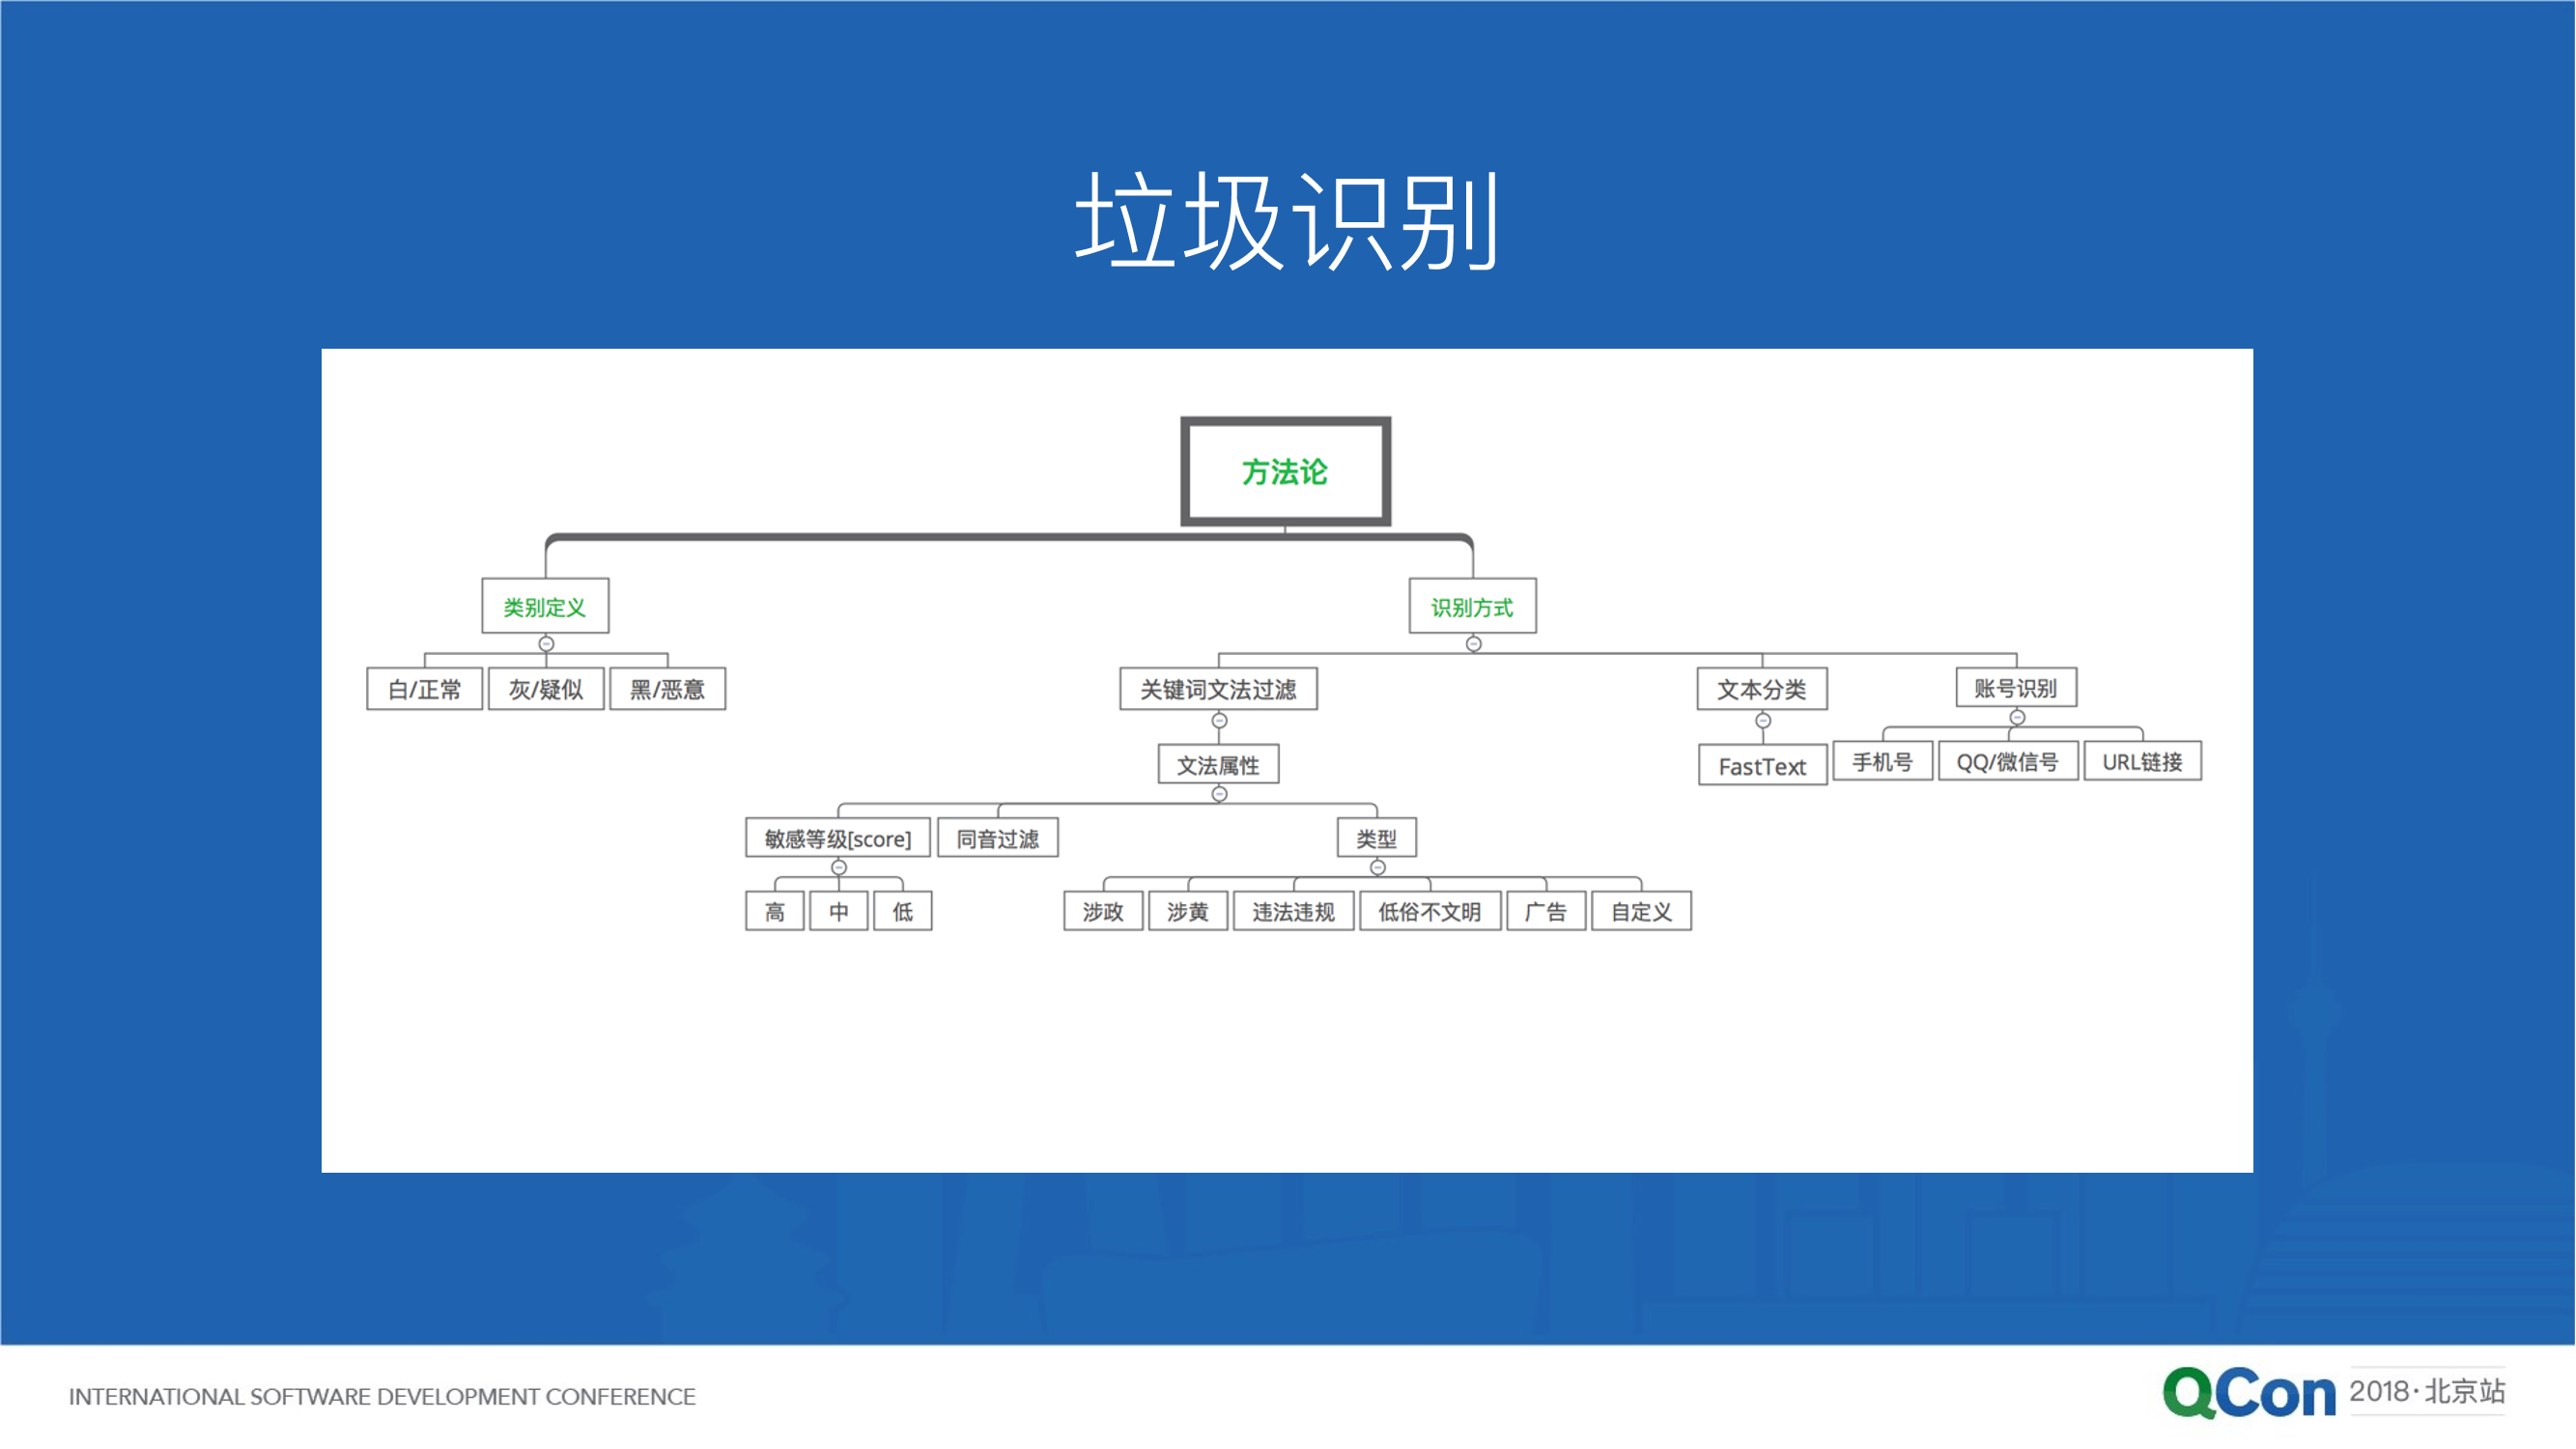 垃圾识别
方法论
类别定义
识别方式
白/正常
灰/疑似
黑/恶意
关键词文法过滤
文本分类
账号识别
文法属性
FastText
手机号
QQ/微信号
URL链接
敏感等级[score]
同音过滤
类型
高
中
低
涉政
涉黄
违法违规
低俗不文明
广告
自定义
INTERNATIONAL SOFTWARE DEVELOPMENT CONFERENCE
QCon 2018·北京站